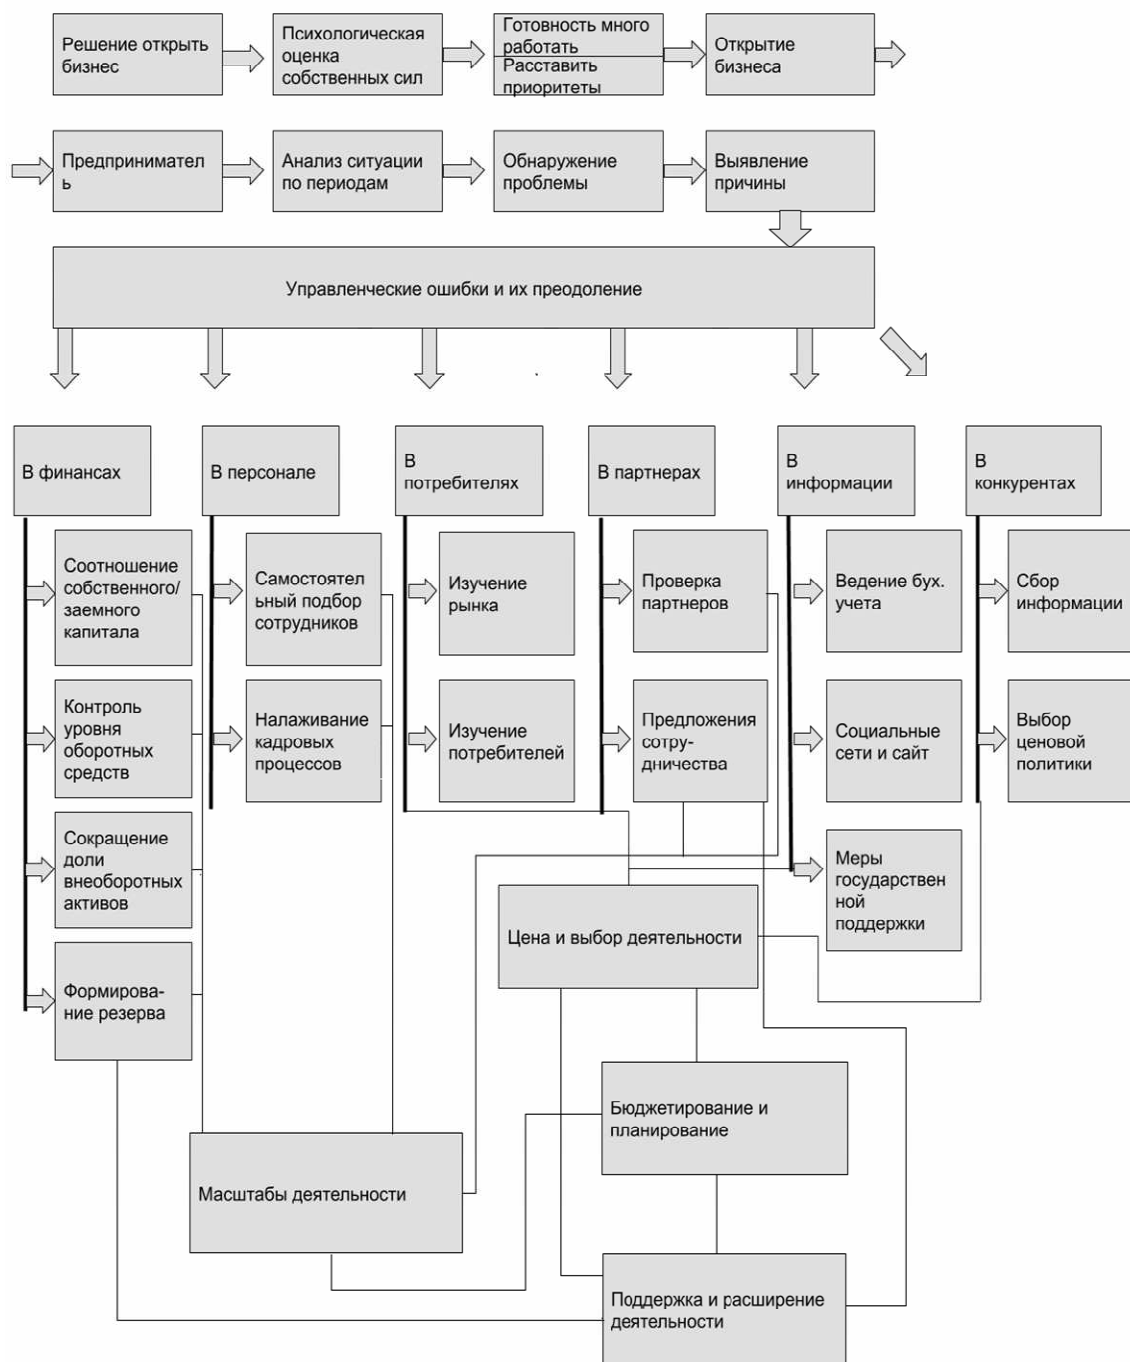 Решение открыть
бизнес
Психологическая
оценка
собственных сил
Готовность много
работать
Расставить
приоритеты
Открытие
бизнеса
Предпринимател
ь
Анализ ситуации
по периодам
Обнаружение
проблемы
Выявление
причины
Управленческие ошибки и их преодоление
В финансах
В персонале
В
потребителях
В партнерах
В
информации
В
конкурентах
Соотношение
собственного/
заемного
капитала
Самостоятел
ьный подбор
сотрудников
Изучение
рынка
Проверка
партнеров
Ведение бух.
учета
Сбор
информации
Контроль
уровня
оборотных
средств
Налаживание
кадровых
процессов
Изучение
потребителей
Предложения
сотру-
дничества
Социальные
сети и сайт
Выбор
ценовой
политики
Сокращение
доли
внеоборотных
активов
Меры
государствен
ной
поддержки
Цена и выбор деятельности
Формирова-
ние резерва
Бюджетирование и
планирование
Масштабы деятельности
Поддержка и расширение
деятельности